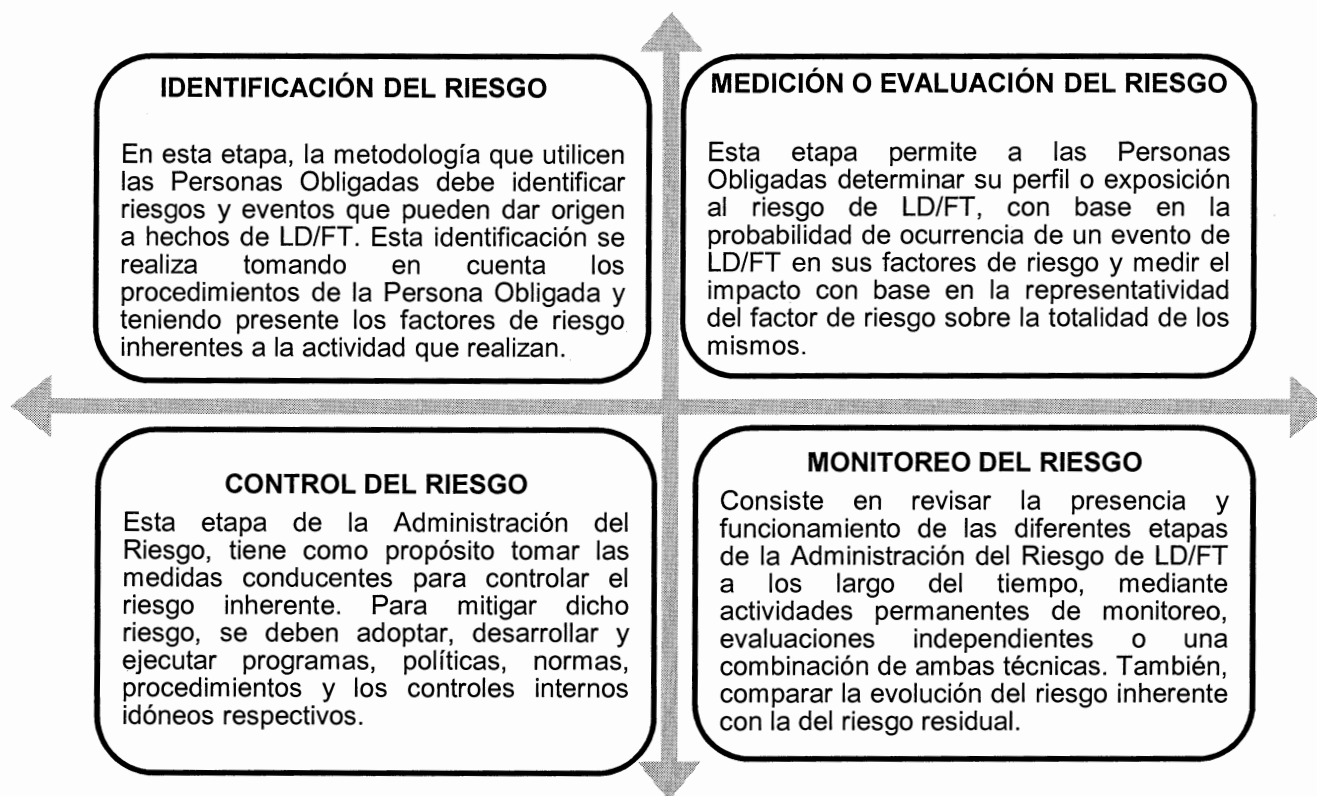 IDENTIFICACIÓN DEL RIESGO
En esta etapa, la metodología que utilicen
las Personas Obligadas debe identificar
riesgos y eventos que pueden dar origen
a hechos de LD/FT. Esta identificación se
realiza tomando en cuenta los
procedimientos de la Persona Obligada y
teniendo presente los factores de riesgo
inherentes a la actividad que realizan.
MEDICIÓN O EVALUACIÓN DEL RIESGO
Esta etapa permite a las Personas
Obligadas determinar su perfil o exposición
al riesgo de LD/FT, con base en la
probabilidad de ocurrencia de un evento de
LD/FT en sus factores de riesgo y medir el
impacto con base en la representatividad
del factor de riesgo sobre la totalidad de los
mismos.
CONTROL DEL RIESGO
Esta etapa de la Administración del
Riesgo, tiene como propósito tomar las
medidas conducentes para controlar el
riesgo inherente. Para mitigar dicho
riesgo, se deben adoptar, desarrollar y
ejecutar programas, políticas, normas,
procedimientos y los controles internos
idóneos respectivos.
MONITOREO DEL RIESGO
Consiste en revisar la presencia y
funcionamiento de las diferentes etapas
de la Administración del Riesgo de LD/FT
a los largo del tiempo, mediante
actividades permanentes de monitoreo,
evaluaciones independientes o una
combinación de ambas técnicas. También,
comparar la evolución del riesgo inherente
con la del riesgo residual.